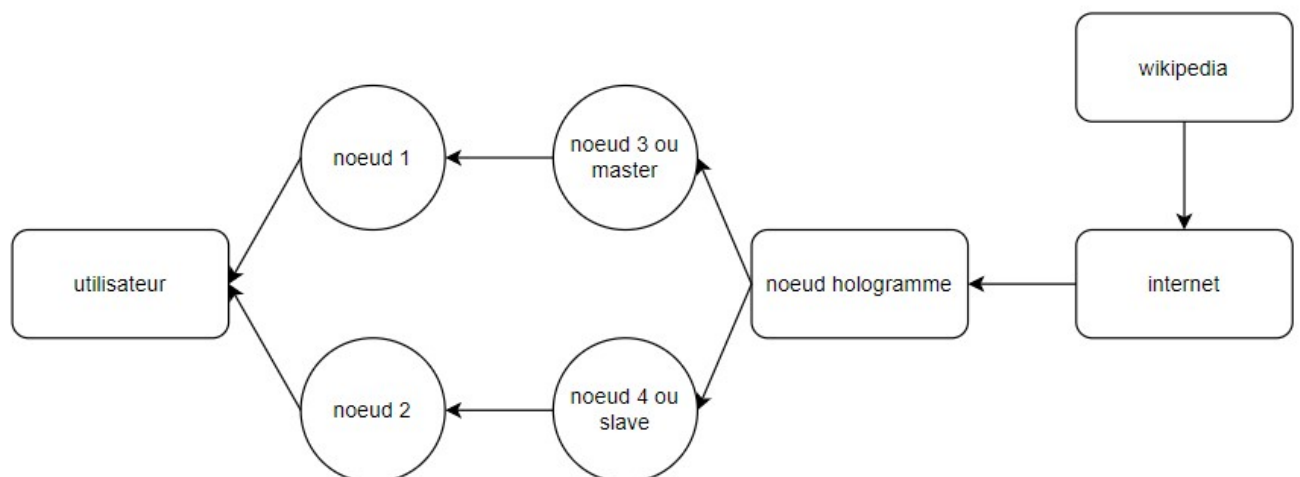 wikipedia
noeud 1
noeud 3 ou
master
utilisateur
noeud hologramme
internet
noeud 2
noeud 4 ou
slave